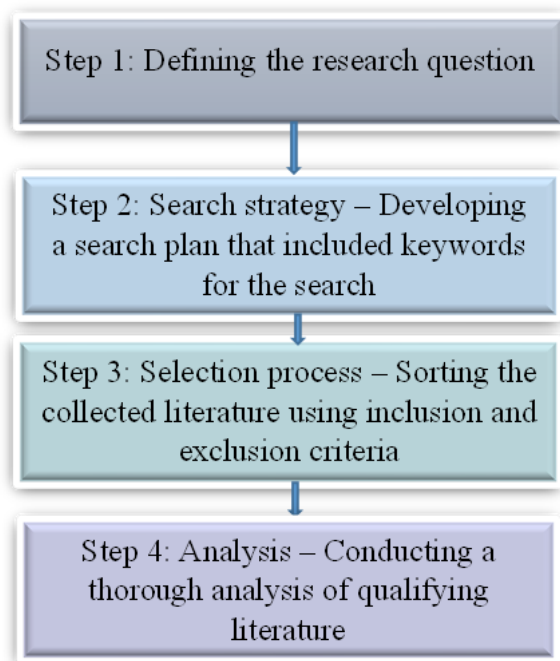 Step 1: Defining the research question
Step 2: Search strategy – Developing
a search plan that included keywords
for the search
Step 3: Selection process – Sorting the
collected literature using inclusion and
exclusion criteria
Step 4: Analysis – Conducting a
thorough analysis of qualifying
literature